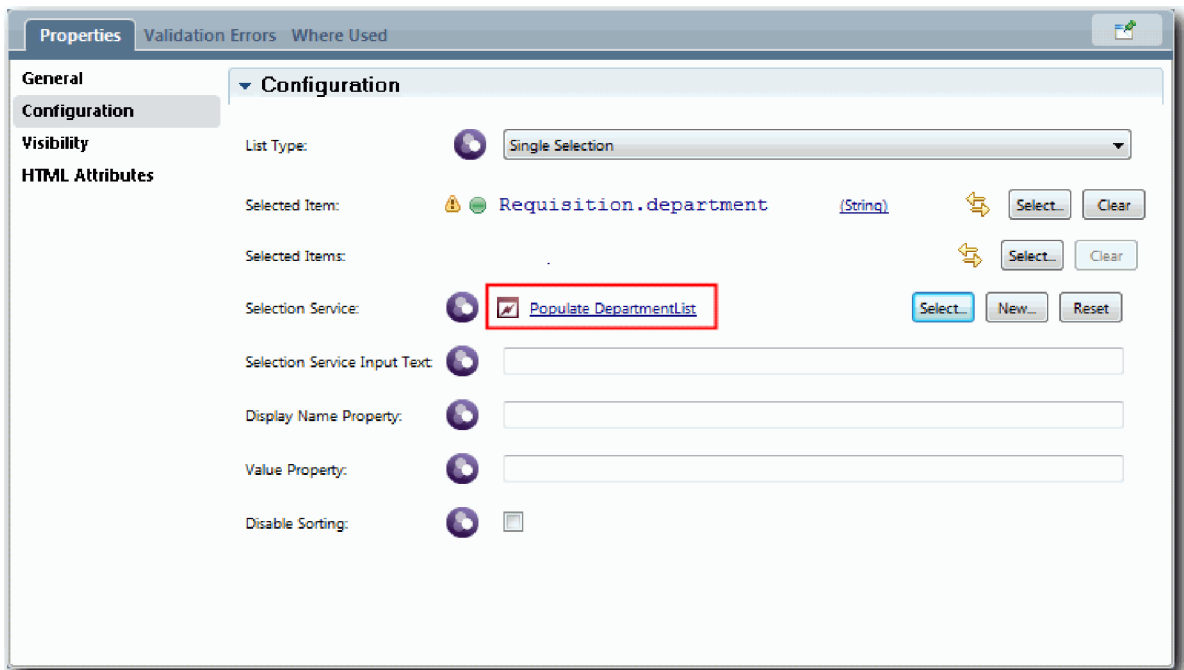 Properties Validation Errors Where Used
General
Configuration
Visibility
HTML Attributes
Configuration
List Type: Single Selection
Selected Item: Requisition.department (String) Select... Clear
Selected Items: Select... Clear
Selection Service: Populate DepartmentList Select... New... Reset
Selection Service Input Text:
Display Name Property:
Value Property:
Disable Sorting: